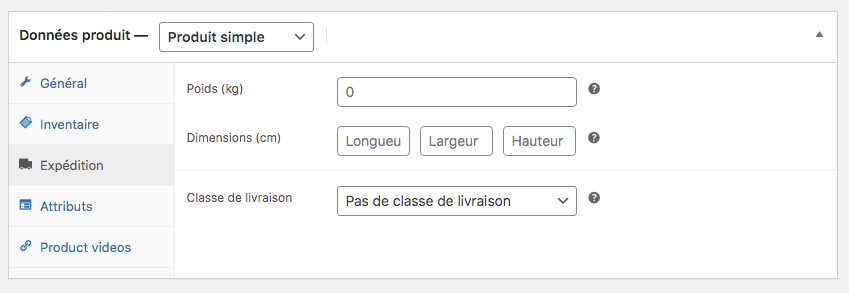 Données produit — Produit simple
Général
Inventaire
Expédition
Attributs
Product videos
Poids (kg) 0
Dimensions (cm) Longueu Largeur Hauteur
Classe de livraison Pas de classe de livraison